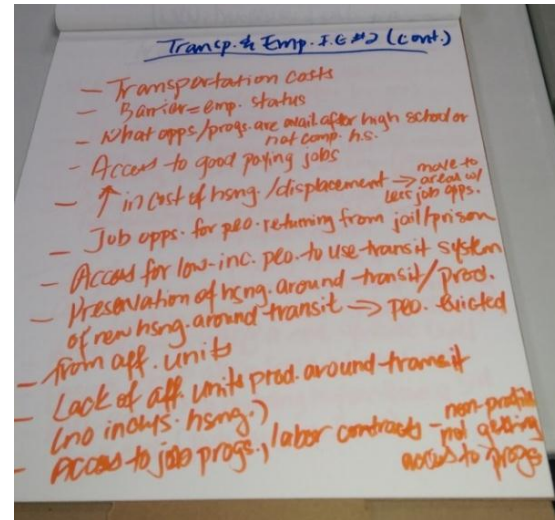 Transp. & Emp. I.E #2 (cont.)
- Transportation costs
- Barrier = emp. status
- What opps/progs. are avail. after high school or
not comp. h.s.
- Access to good paying jobs
- ↑ in cost of hsng./displacement → move to
areas w/
less job opps.
- Job opps. for peo. returning from jail/prison
- Access for low-inc. peo. to use transit system
- Preservation of hsng. around transit/prod.
of new hsng. around transit → peo. evicted
- from aff. units
- Lack of aff. units prod. around transit
(no inclus. hsng.)
- Access to job progs., labor contracts - non-profits
not getting
access to progs